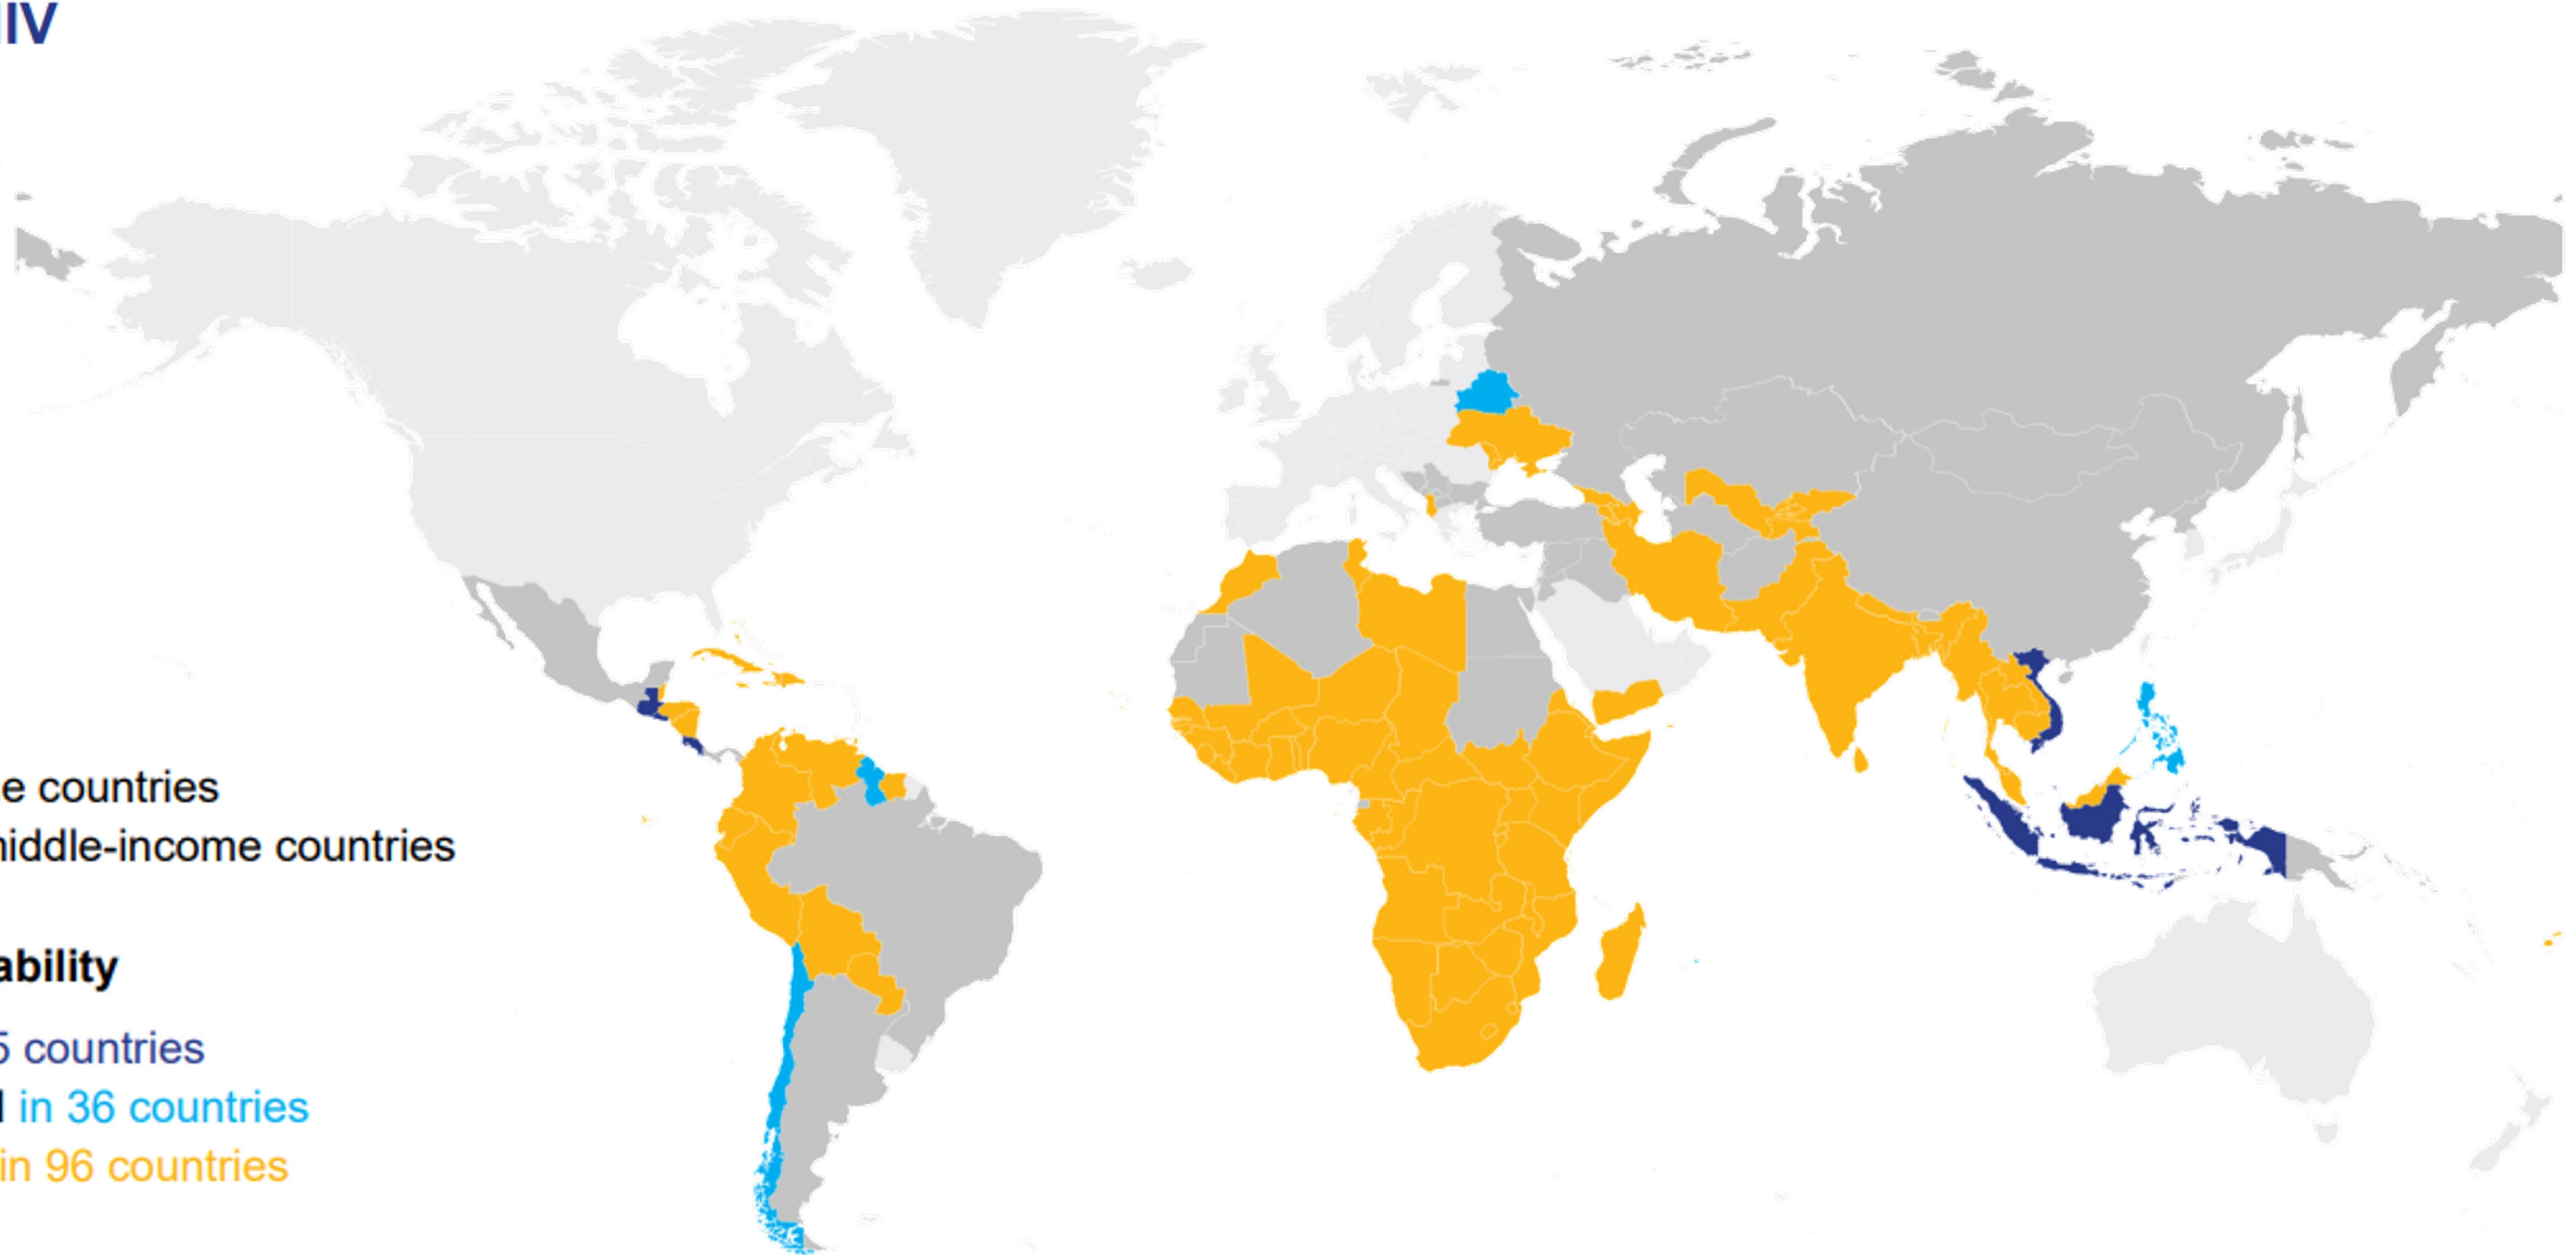 IV
e countries
niddle-income countries
ability
5 countries
l in 36 countries
in 96 countries